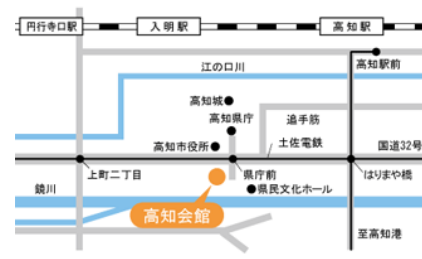 円行寺口駅
入明駅
高知駅
高知駅前
江の口川
高知城
追手筋
高知県庁
高知市役所
土佐電鉄
国道32号
上町二丁目
県庁前
はりまや橋
鏡川
県民文化ホール
高知会館
至高知港